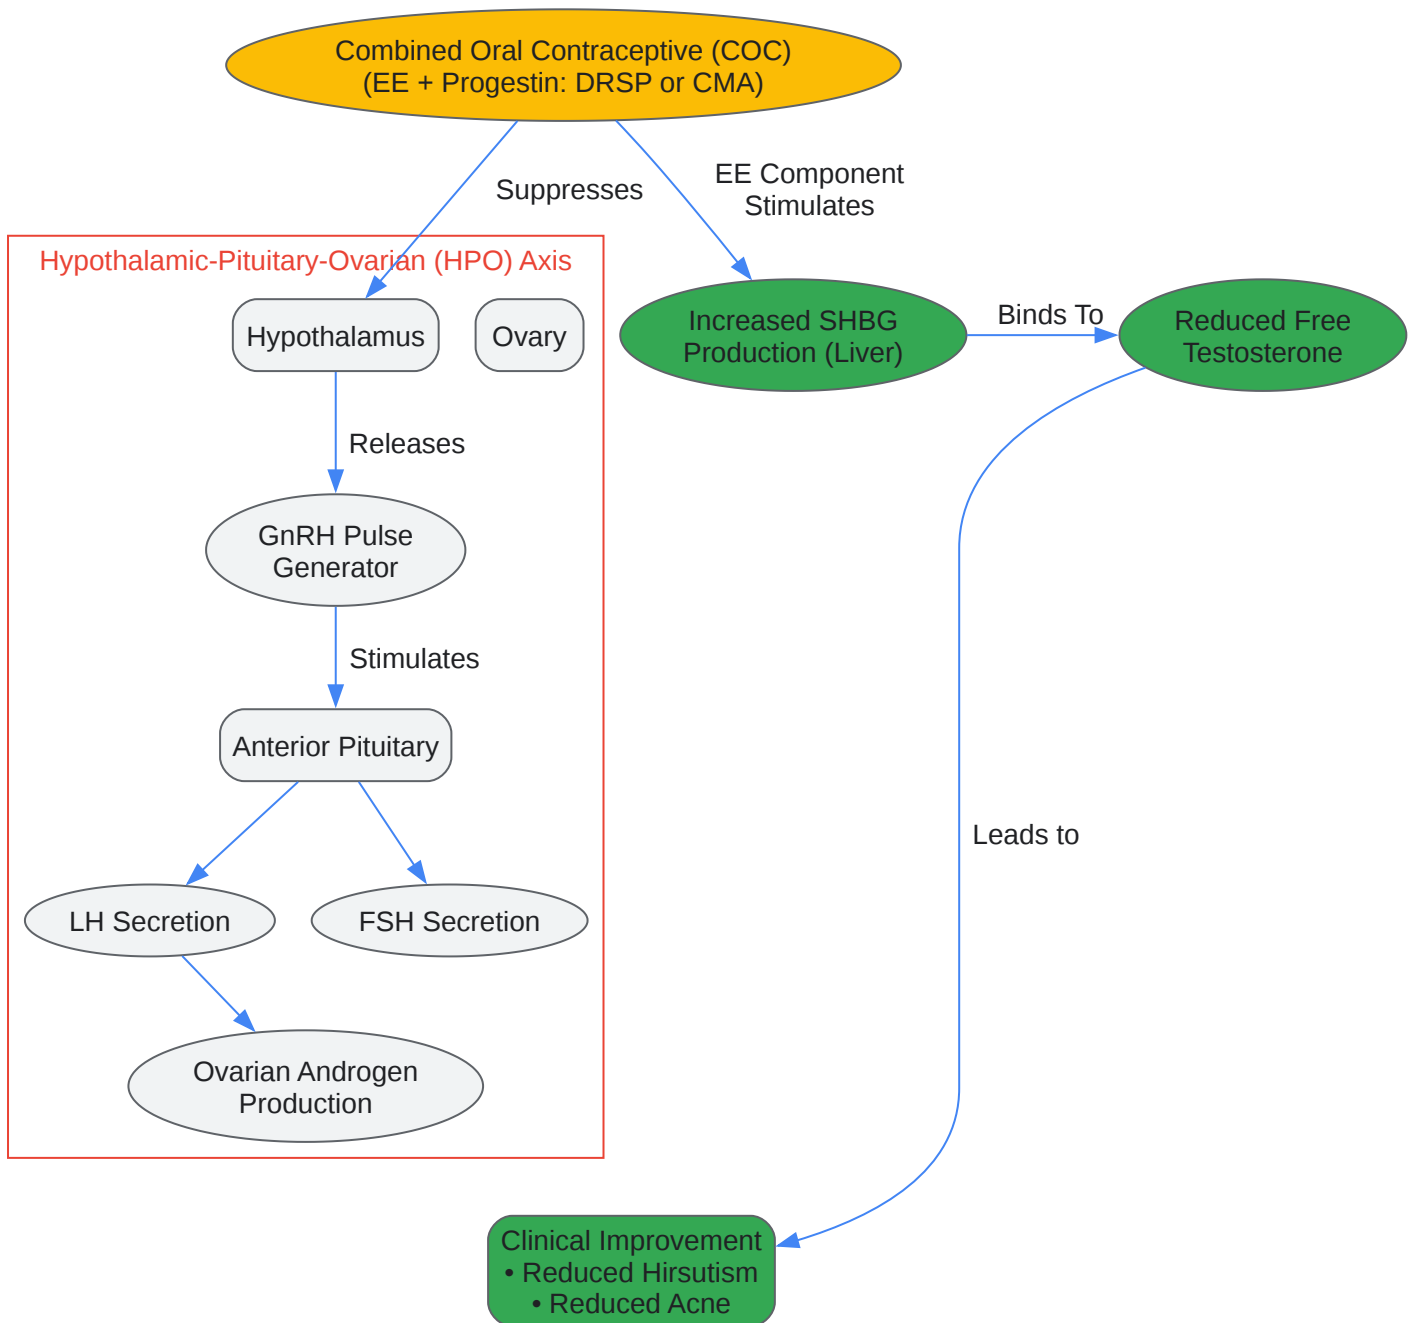 Combined Oral Contraceptive (COC)
(EE + Progestin: DRSP or CMA)
Suppresses
EE Component
Stimulates
Hypothalamic-Pituitary-Ovarian (HPO) Axis
Hypothalamus
Ovary
Increased SHBG
Production (Liver)
Binds To
Reduced Free
Testosterone
Releases
GnRH Pulse
Generator
Stimulates
Anterior Pituitary
Leads to
LH Secretion
FSH Secretion
Ovarian Androgen
Production
Clinical Improvement
• Reduced Hirsutism
• Reduced Acne